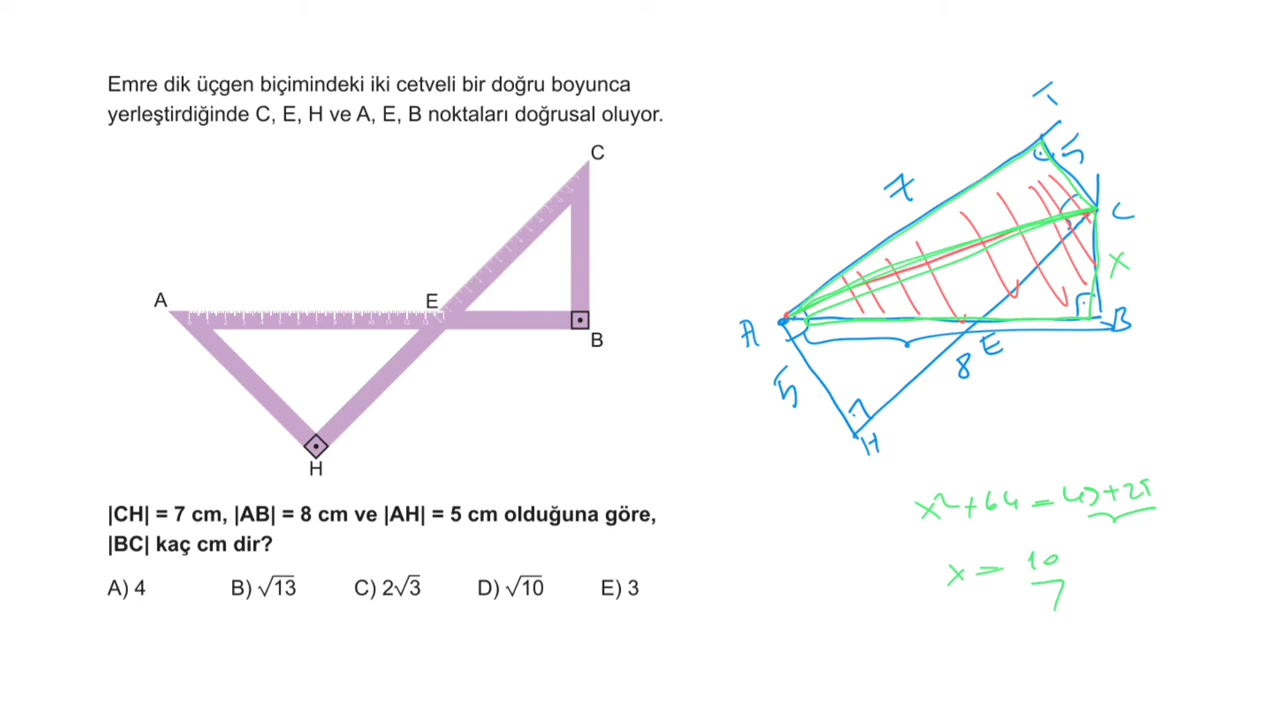 Emre dik üçgen biçimindeki iki cetveli bir doğru boyunca
yerleştirdiğinde C, E, H ve A, E, B noktaları doğrusal oluyor.
C
A
E
B
H
|CH| = 7 cm, |AB| = 8 cm ve |AH| = 5 cm olduğuna göre,
|BC| kaç cm dir?
A) 4 B) √13 C) 2√3 D) √10 E) 3
T
7
5
C
x
A
B
8
E
5
H
x²+64 = 49+25
x = 10